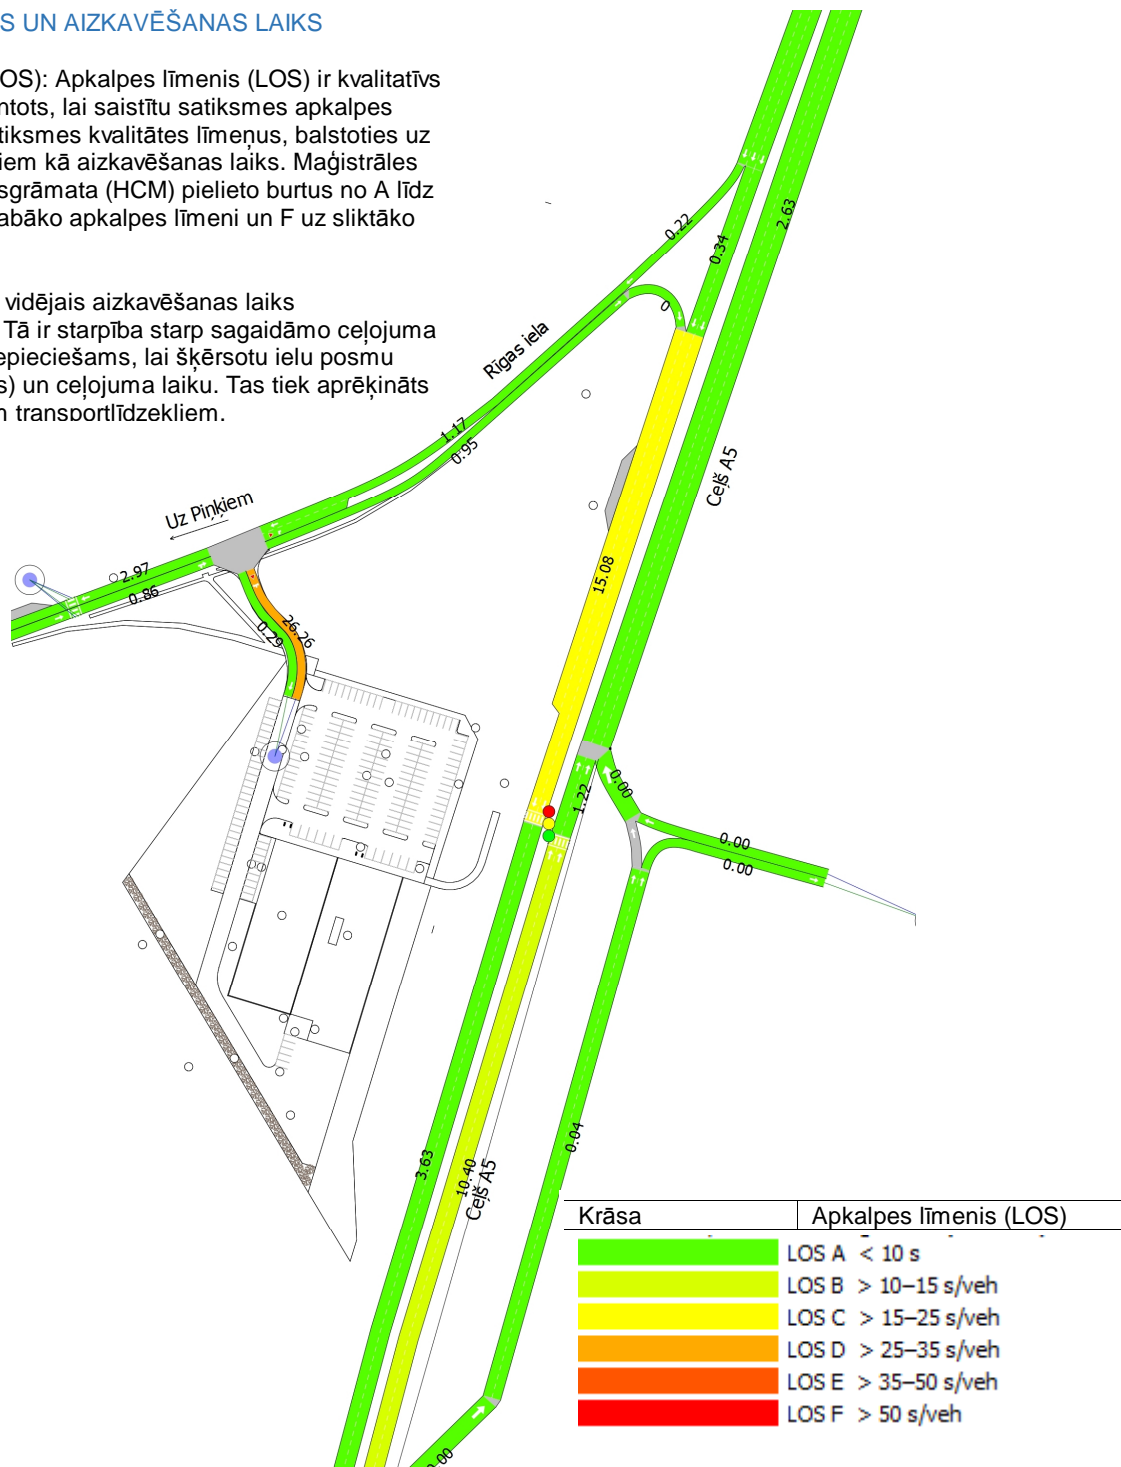 S UN AIZKAVĒŠANAS LAIKS
OS): Apkalpes līmenis (LOS) ir kvalitatīvs
ntots, lai saistītu satiksmes apkalpes
tiksmes kvalitātes līmeņus, balstoties uz
iem kā aizkavēšanas laiks. Maģistrāles
sgrāmata (HCM) pielieto burtus no A līdz
abāko apkalpes līmeni un F uz sliktāko
vidējais aizkavēšanas laiks
Tā ir starpība starp sagaidāmo ceļojuma
epieciešams, lai šķērsotu ielu posmu
s) un ceļojuma laiku. Tas tiek aprēķināts
n transportlīdzekļiem.
0.22
0.34
2.63
0
Rīgas iela
1.17
0.95
Ceļš A5
Uz Piņķiem
2.97
0.86
15.08
0.29
26.26
1.22
0.00
0.00
0.00
3.63
10.40
Ceļš A5
0.04
0.00
Krāsa Apkalpes līmenis (LOS)
LOS A < 10 s
LOS B > 10–15 s/veh
LOS C > 15–25 s/veh
LOS D > 25–35 s/veh
LOS E > 35–50 s/veh
LOS F > 50 s/veh